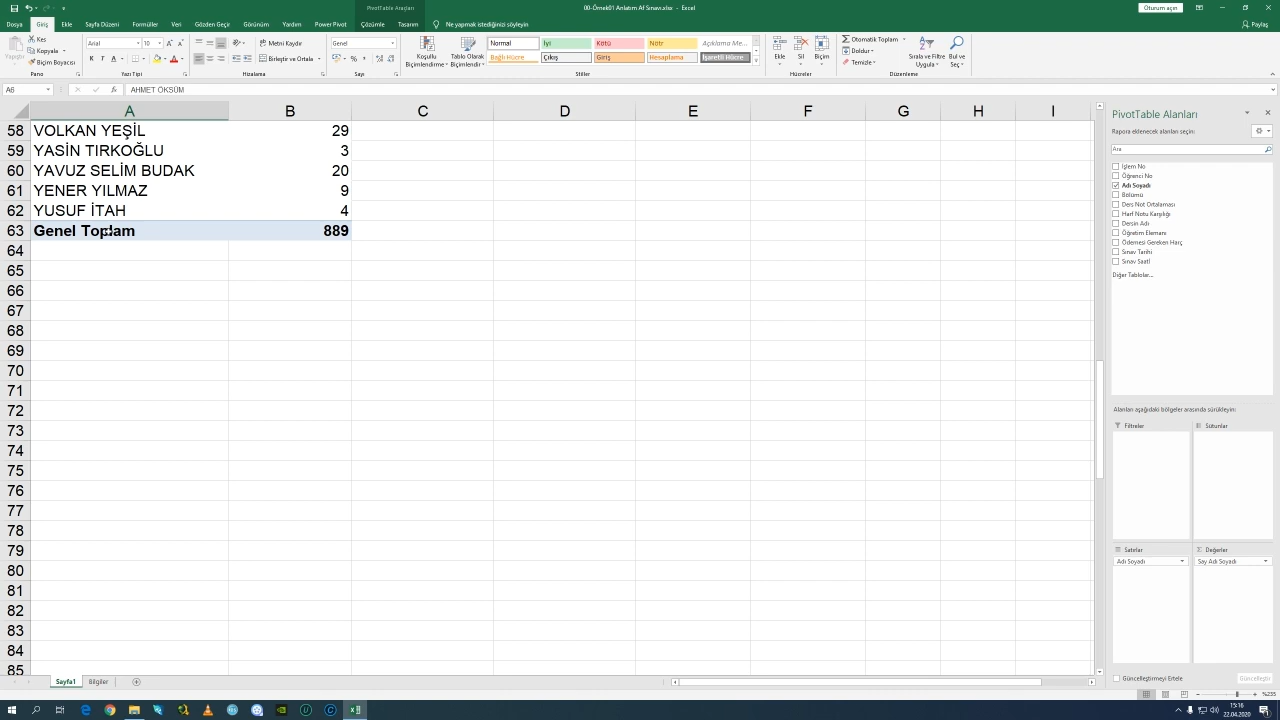 PivotTable Araçları
00-Örnek01 Anlatım Af Sınavı.xlsx - Excel
Oturum açın
Dosya Giriş Ekle Sayfa Düzeni Formüller Veri Gözden Geçir Görünüm Yardım Power Pivot Çözümle Tasarım Ne yapmak istediğinizi söyleyin Paylaş
Kes
Kopyala
Biçim Boyacısı
Yapıştır
Pano
Arial 10
K T A
Yazı Tipi
Metni Kaydır
Birleştir ve Ortala
Hizalama
Genel
Sayı
Koşullu Biçimlendirme
Tablo Olarak Biçimlendir
Normal İyi Kötü Nötr Açıklama Me...
Bağlı Hücre Çıkış Giriş Hesaplama İşaretli Hücre
Stiller
Ekle Sil Biçim
Hücreler
Otomatik Toplam
Doldur
Temizle
Sırala ve Filtre Uygula
Bul ve Seç
Düzenleme
A6 fx AHMET ÖKSÜM
A B C D E F G H I
58 VOLKAN YEŞİL 29
59 YASİN TIRKOĞLU 3
60 YAVUZ SELİM BUDAK 20
61 YENER YILMAZ 9
62 YUSUF İTAH 4
63 Genel Toplam 889
64
65
66
67
68
69
70
71
72
73
74
75
76
77
78
79
80
81
82
83
84
85
PivotTable Alanları
Rapora eklenecek alanları seçin:
Ara
İşlem No
Öğrenci No
Adı Soyadı
Bölümü
Ders Not Ortalaması
Harf Notu Karşılığı
Dersin Adı
Öğretim Elemanı
Ödemesi Gereken Harç
Sınav Tarihi
Sınav Saati
Diğer Tablolar...
Alanları aşağıdaki bölgeler arasında sürükleyin:
Filtreler
Sütunlar
Satırlar
Adı Soyadı
Değerler
Say Adı Soyadı
Güncelleştirmeyi Ertele
Güncelleştir
Sayfa1 Bilgiler
%235
15:16
22.04.2020